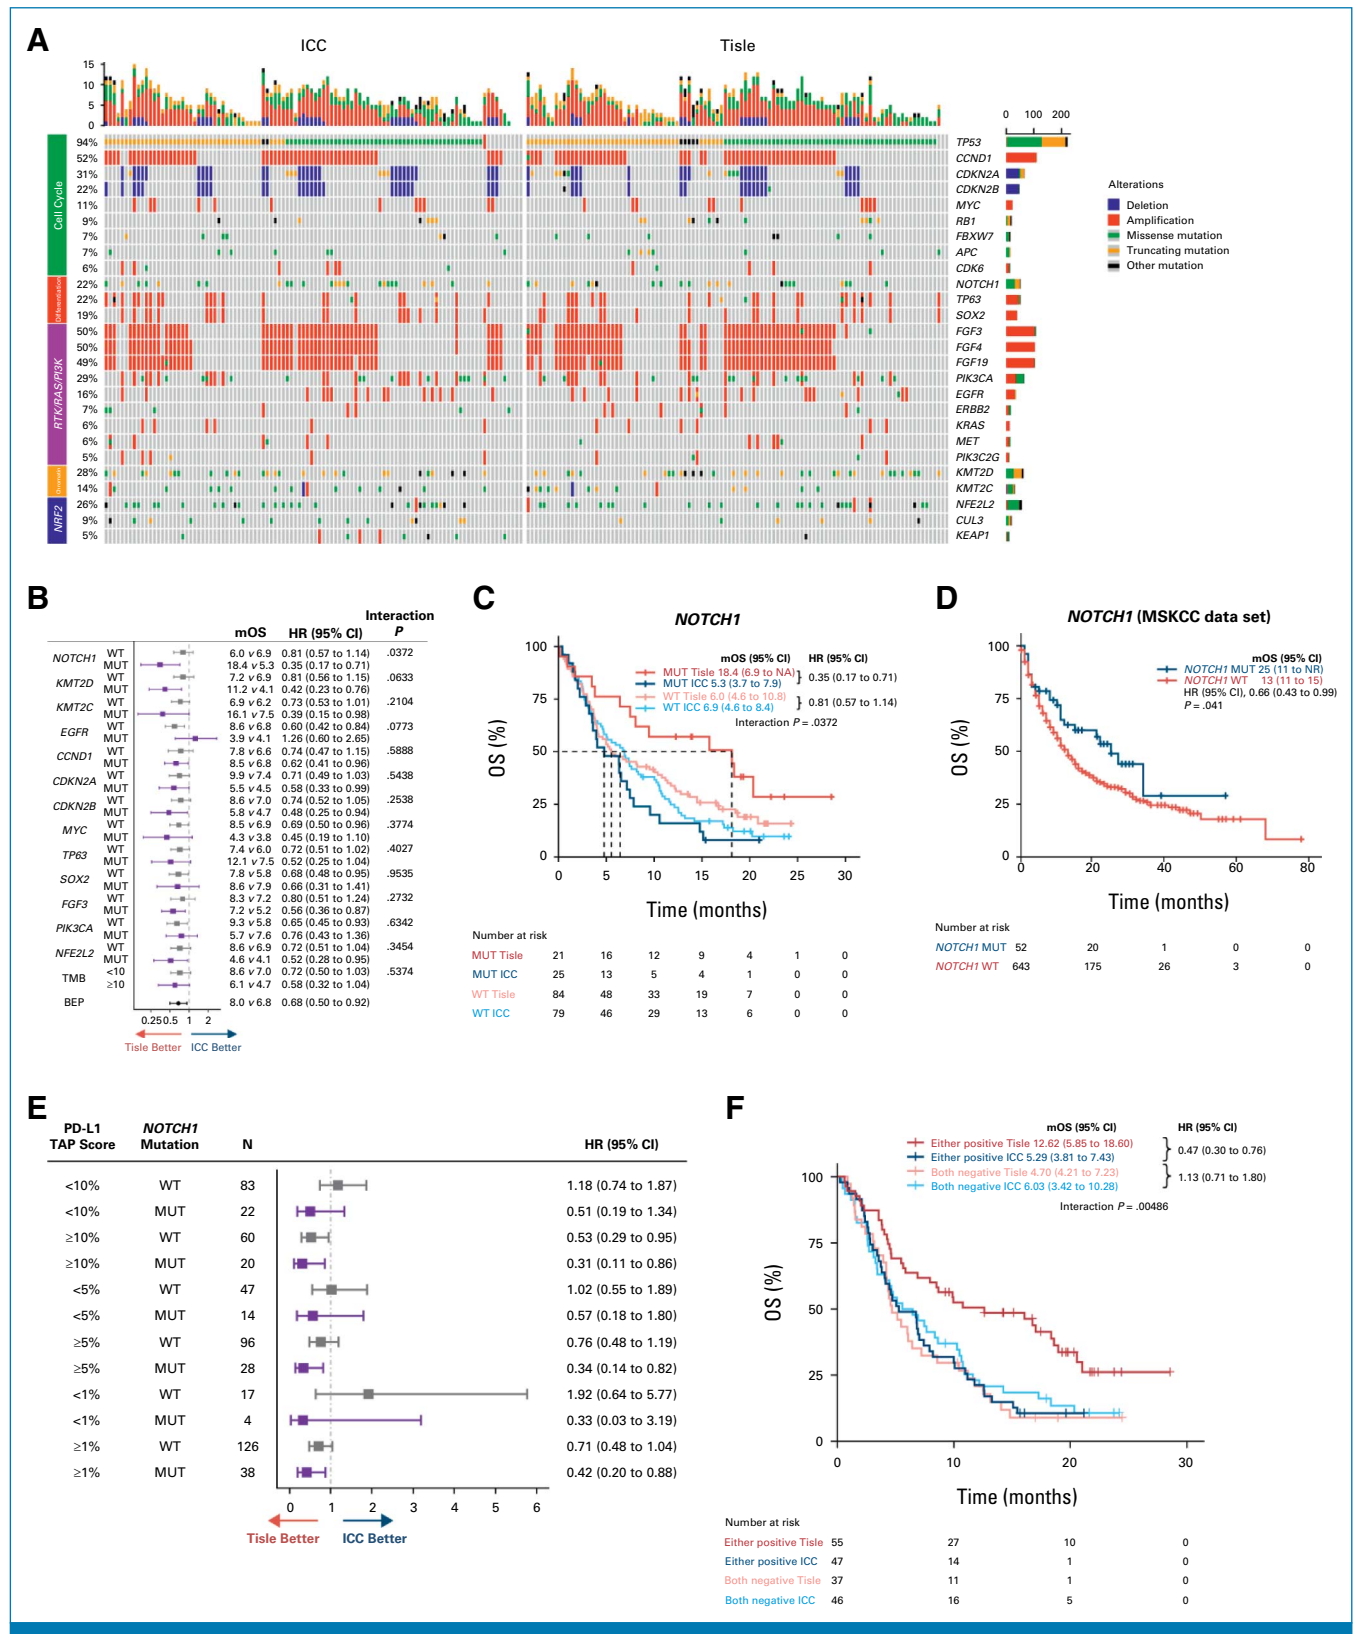 A
ICC
Tisle
15
10
5
0
0 100 200
Cell Cycle
94% TP53
52% CCND1
31% CDKN2A
22% CDKN2B
11% MYC
9% RB1
7% FBXW7
7% APC
6% CDK6
Differentiation
22% NOTCH1
22% TP63
19% SOX2
RTK/RAS/PI3K
50% FGF3
50% FGF4
49% FGF19
29% PIK3CA
16% EGFR
7% ERBB2
6% KRAS
6% MET
5% PIK3C2G
28% KMT2D
14% KMT2C
NRF2
26% NFE2L2
9% CUL3
5% KEAP1
Alterations
Deletion
Amplification
Missense mutation
Truncating mutation
Other mutation
B
mOS HR (95% CI) Interaction P
NOTCH1 WT 6.0 v 6.9 0.81 (0.57 to 1.14) .0372
MUT 18.4 v 5.3 0.35 (0.17 to 0.71)
KMT2D WT 7.2 v 6.9 0.81 (0.56 to 1.15) .0633
MUT 11.2 v 4.1 0.42 (0.23 to 0.76)
KMT2C WT 6.9 v 6.2 0.73 (0.53 to 1.01) .2104
MUT 16.1 v 7.5 0.39 (0.15 to 0.98)
EGFR WT 8.6 v 6.8 0.60 (0.42 to 0.84) .0773
MUT 3.9 v 4.1 1.26 (0.60 to 2.65)
CCND1 WT 7.8 v 6.6 0.74 (0.47 to 1.15) .5888
MUT 8.5 v 6.8 0.62 (0.41 to 0.96)
CDKN2A WT 9.9 v 7.4 0.71 (0.49 to 1.03) .5438
MUT 5.5 v 4.5 0.58 (0.33 to 0.99)
CDKN2B WT 8.6 v 7.0 0.74 (0.52 to 1.05) .2538
MUT 5.8 v 4.7 0.48 (0.25 to 0.94)
MYC WT 8.5 v 6.9 0.69 (0.50 to 0.96) .3774
MUT 4.3 v 3.8 0.45 (0.19 to 1.10)
TP63 WT 7.4 v 6.0 0.72 (0.51 to 1.02) .4027
MUT 12.1 v 7.5 0.52 (0.25 to 1.04)
SOX2 WT 7.8 v 5.8 0.68 (0.48 to 0.95) .9535
MUT 8.6 v 7.9 0.66 (0.31 to 1.41)
FGF3 WT 8.3 v 7.2 0.80 (0.51 to 1.24) .2732
MUT 7.2 v 5.2 0.56 (0.36 to 0.87)
PIK3CA WT 9.3 v 5.8 0.65 (0.45 to 0.93) .6342
MUT 5.7 v 7.6 0.76 (0.43 to 1.36)
NFE2L2 WT 8.6 v 6.9 0.72 (0.51 to 1.04) .3454
MUT 4.6 v 4.1 0.52 (0.28 to 0.95)
TMB <10 8.6 v 7.0 0.72 (0.50 to 1.03) .5374
≥10 6.1 v 4.7 0.58 (0.32 to 1.04)
BEP 8.0 v 6.8 0.68 (0.50 to 0.92)
0.25 0.5 1 2
Tisle Better ICC Better
C
NOTCH1
mOS (95% CI) HR (95% CI)
MUT Tisle 18.4 (6.9 to NA)
MUT ICC 5.3 (3.7 to 7.9)
0.35 (0.17 to 0.71)
WT Tisle 6.0 (4.6 to 10.8)
WT ICC 6.9 (4.6 to 8.4)
0.81 (0.57 to 1.14)
Interaction P = .0372
OS (%)
100
75
50
25
0
0 5 10 15 20 25 30
Time (months)
Number at risk
MUT Tisle 21 16 12 9 4 1 0
MUT ICC 25 13 5 4 1 0 0
WT Tisle 84 48 33 19 7 0 0
WT ICC 79 46 29 13 6 0 0
D
NOTCH1 (MSKCC data set)
mOS (95% CI)
NOTCH1 MUT 25 (11 to NR)
NOTCH1 WT 13 (11 to 15)
HR (95% CI), 0.66 (0.43 to 0.99)
P = .041
OS (%)
100
75
50
25
0
0 20 40 60 80
Time (months)
Number at risk
NOTCH1 MUT 52 20 1 0 0
NOTCH1 WT 643 175 26 3 0
E
PD-L1 TAP Score NOTCH1 Mutation N HR (95% CI)
<10% WT 83 1.18 (0.74 to 1.87)
<10% MUT 22 0.51 (0.19 to 1.34)
≥10% WT 60 0.53 (0.29 to 0.95)
≥10% MUT 20 0.31 (0.11 to 0.86)
<5% WT 47 1.02 (0.55 to 1.89)
<5% MUT 14 0.57 (0.18 to 1.80)
≥5% WT 96 0.76 (0.48 to 1.19)
≥5% MUT 28 0.34 (0.14 to 0.82)
<1% WT 17 1.92 (0.64 to 5.77)
<1% MUT 4 0.33 (0.03 to 3.19)
≥1% WT 126 0.71 (0.48 to 1.04)
≥1% MUT 38 0.42 (0.20 to 0.88)
0 1 2 3 4 5 6
Tisle Better ICC Better
F
mOS (95% CI) HR (95% CI)
Either positive Tisle 12.62 (5.85 to 18.60)
Either positive ICC 5.29 (3.81 to 7.43)
0.47 (0.30 to 0.76)
Both negative Tisle 4.70 (4.21 to 7.23)
Both negative ICC 6.03 (3.42 to 10.28)
1.13 (0.71 to 1.80)
Interaction P = .00486
OS (%)
100
75
50
25
0
0 10 20 30
Time (months)
Number at risk
Either positive Tisle 55 27 10 0
Either positive ICC 47 14 1 0
Both negative Tisle 37 11 1 0
Both negative ICC 46 16 5 0